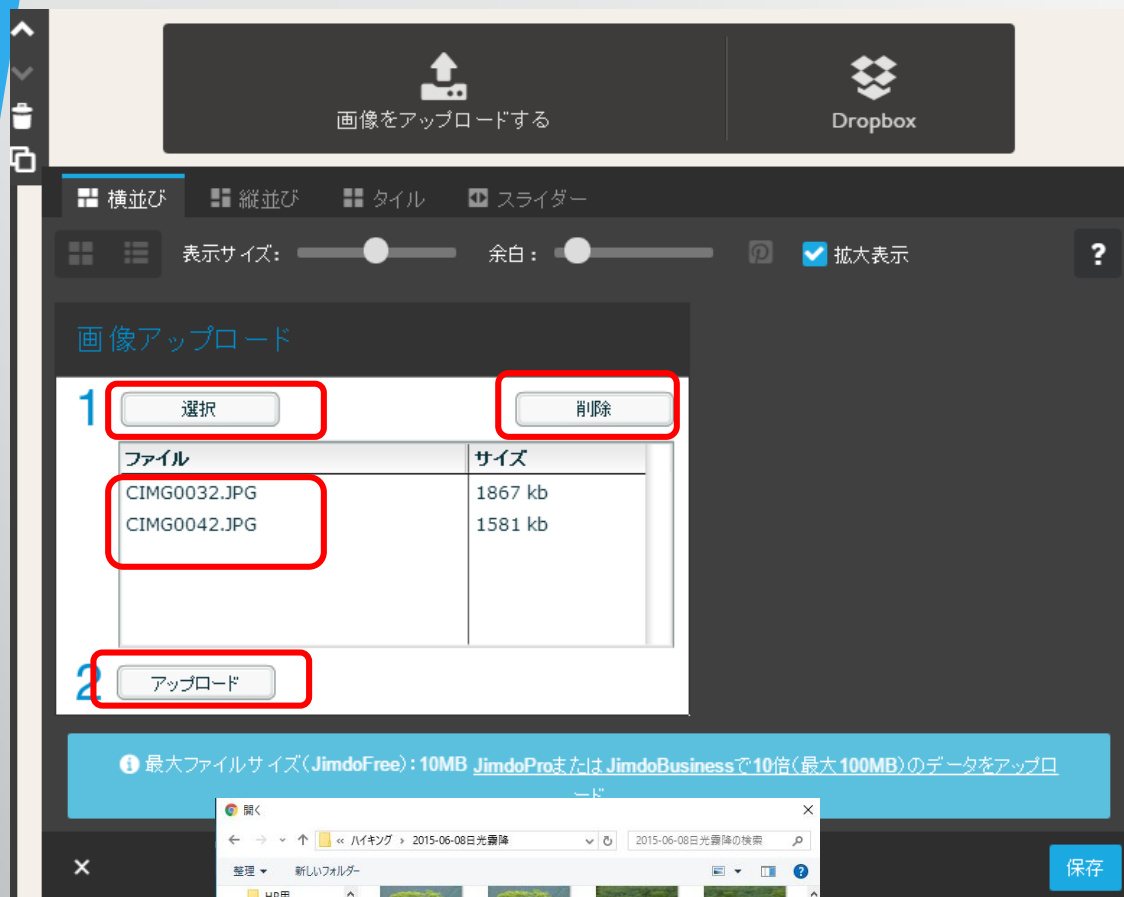 画像をアップロードする
Dropbox
横並び 縦並び タイル スライダー
表示サイズ: 余白: 拡大表示 ?
画像アップロード
1 選択 削除
ファイル サイズ
CIMG0032.JPG 1867 kb
CIMG0042.JPG 1581 kb
2 アップロード
最大ファイルサイズ(JimdoFree):10MB JimdoProまたはJimdoBusinessで10倍(最大100MB)のデータをアップロ
ード
開く
« ハイキング › 2015-06-08日光霧降 2015-06-08日光霧降の検索
整理 新しいフォルダー
HP用
保存